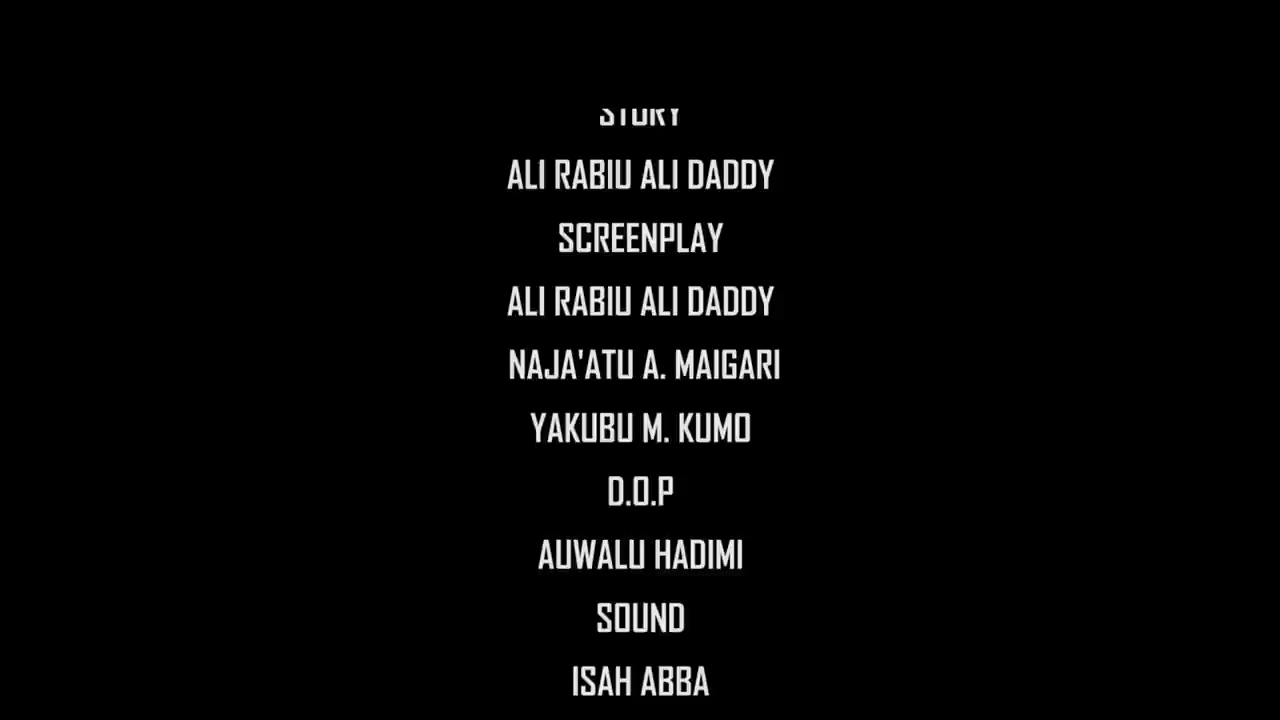 STORY
ALI RABIU ALI DADDY
SCREENPLAY
ALI RABIU ALI DADDY
NAJA'ATU A. MAIGARI
YAKUBU M. KUMO
D.O.P
AUWALU HADIMI
SOUND
ISAH ABBA